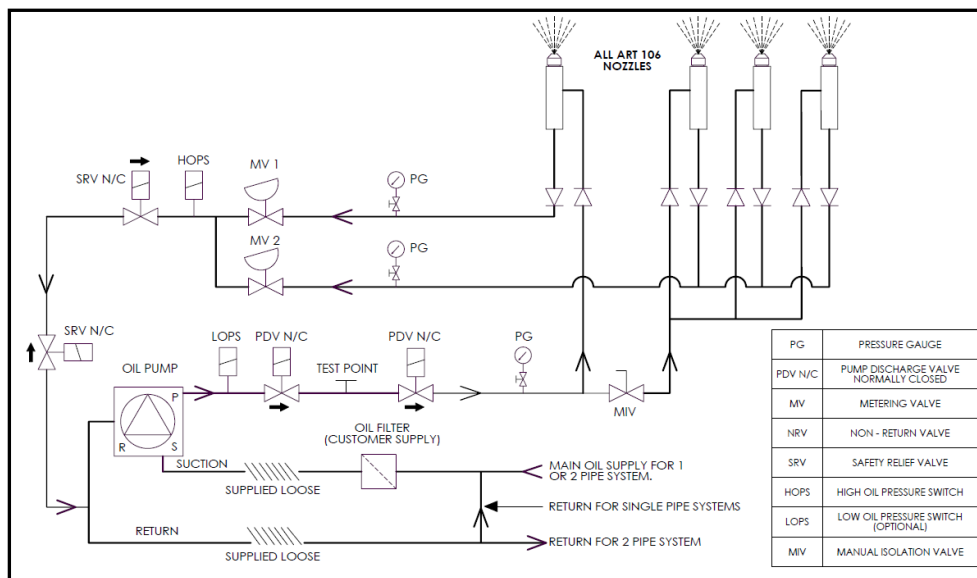 ALL ART 106
NOZZLES
SRV N/C
HOPS
MV 1
PG
MV 2
PG
SRV N/C
OIL PUMP
P
R
S
LOPS
PDV N/C
TEST POINT
PDV N/C
PG
MIV
OIL FILTER
(CUSTOMER SUPPLY)
SUCTION
SUPPLIED LOOSE
MAIN OIL SUPPLY FOR 1
OR 2 PIPE SYSTEM.
RETURN FOR SINGLE PIPE SYSTEMS
RETURN
SUPPLIED LOOSE
RETURN FOR 2 PIPE SYSTEM
PG PRESSURE GAUGE
PDV N/C PUMP DISCHARGE VALVE
NORMALLY CLOSED
MV METERING VALVE
NRV NON - RETURN VALVE
SRV SAFETY RELIEF VALVE
HOPS HIGH OIL PRESSURE SWITCH
LOPS LOW OIL PRESSURE SWITCH
(OPTIONAL)
MIV MANUAL ISOLATION VALVE